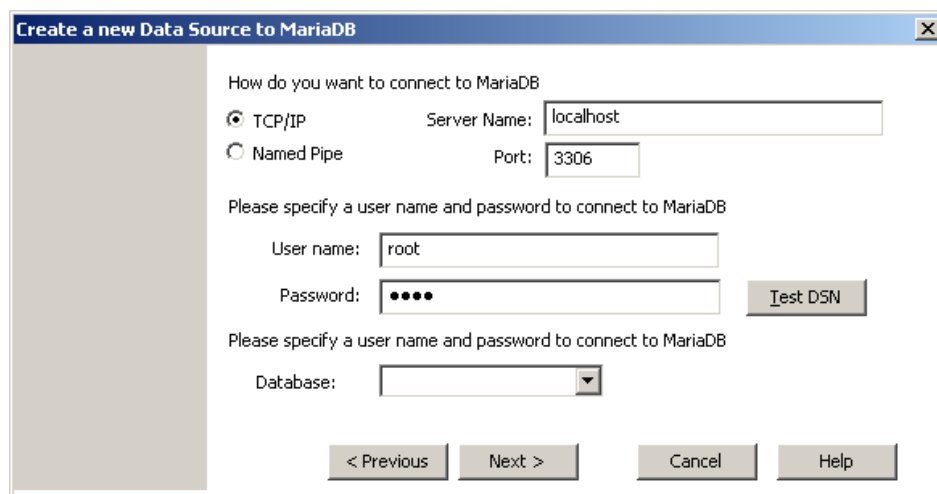 Create a new Data Source to MariaDB
How do you want to connect to MariaDB
TCP/IP Server Name: localhost
Named Pipe Port: 3306
Please specify a user name and password to connect to MariaDB
User name: root
Password: ●●●● Test DSN
Please specify a user name and password to connect to MariaDB
Database:
< Previous Next > Cancel Help